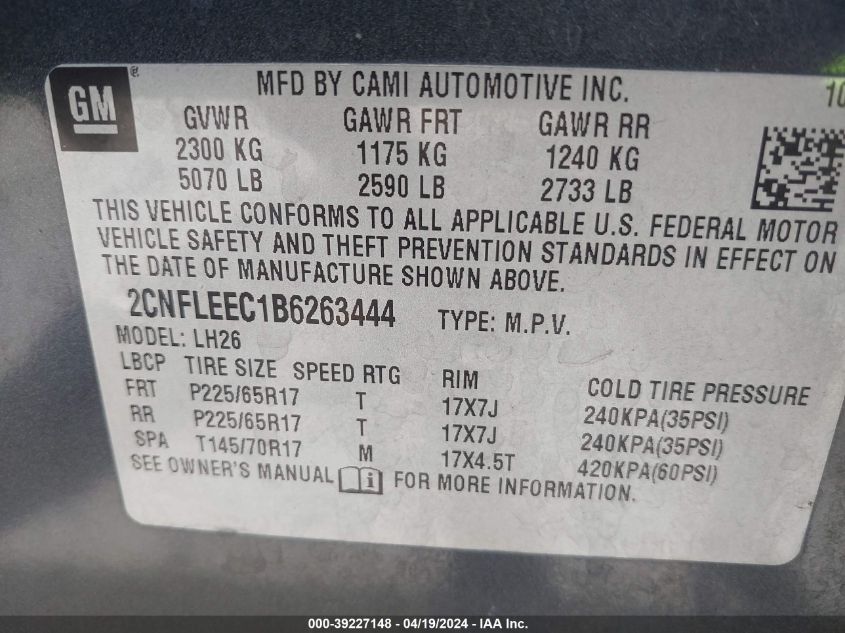 GM ®
MFD BY CAMI AUTOMOTIVE INC. 10
GVWR GAWR FRT GAWR RR
2300 KG 1175 KG 1240 KG
5070 LB 2590 LB 2733 LB
THIS VEHICLE CONFORMS TO ALL APPLICABLE U.S. FEDERAL MOTOR
VEHICLE SAFETY AND THEFT PREVENTION STANDARDS IN EFFECT ON
THE DATE OF MANUFACTURE SHOWN ABOVE.
2CNFLEEC1B6263444 TYPE: M.P.V.
MODEL: LH26
LBCP TIRE SIZE SPEED RTG RIM COLD TIRE PRESSURE
FRT P225/65R17 T 17X7J 240KPA(35PSI)
RR P225/65R17 T 17X7J 240KPA(35PSI)
SPA T145/70R17 M 17X4.5T 420KPA(60PSI)
SEE OWNER'S MANUAL i FOR MORE INFORMATION.
000-39227148 - 04/19/2024 - IAA Inc.